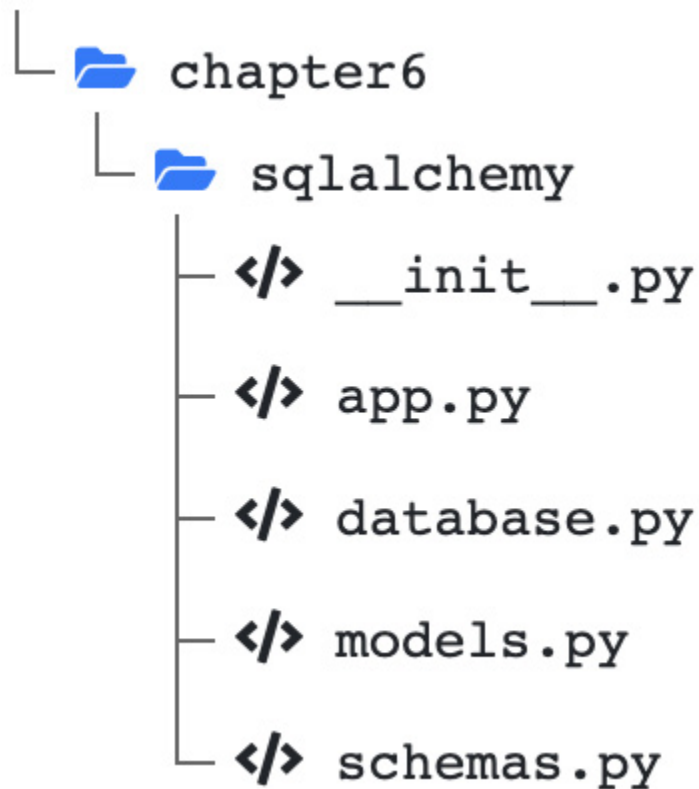 chapter6
sqlalchemy
__init__.py
app.py
database.py
models.py
schemas.py